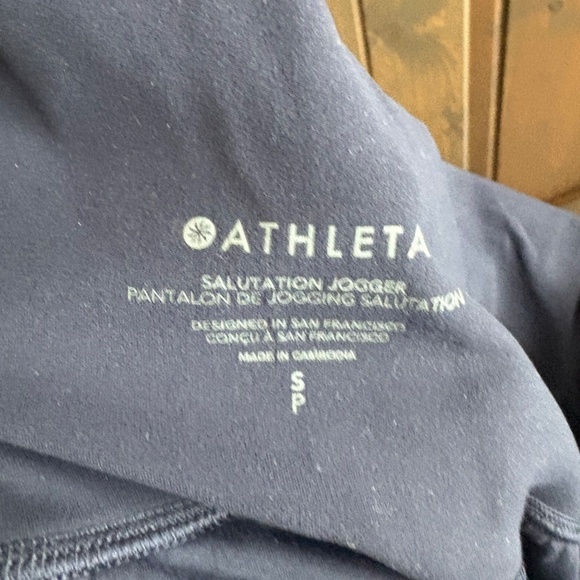 ATHLETA
SALUTATION JOGGER
PANTALON DE JOGGING SALUTATION
DESIGNED IN SAN FRANCISCO
CONÇU À SAN FRANCISCO
MADE IN CAMBODIA
S
P